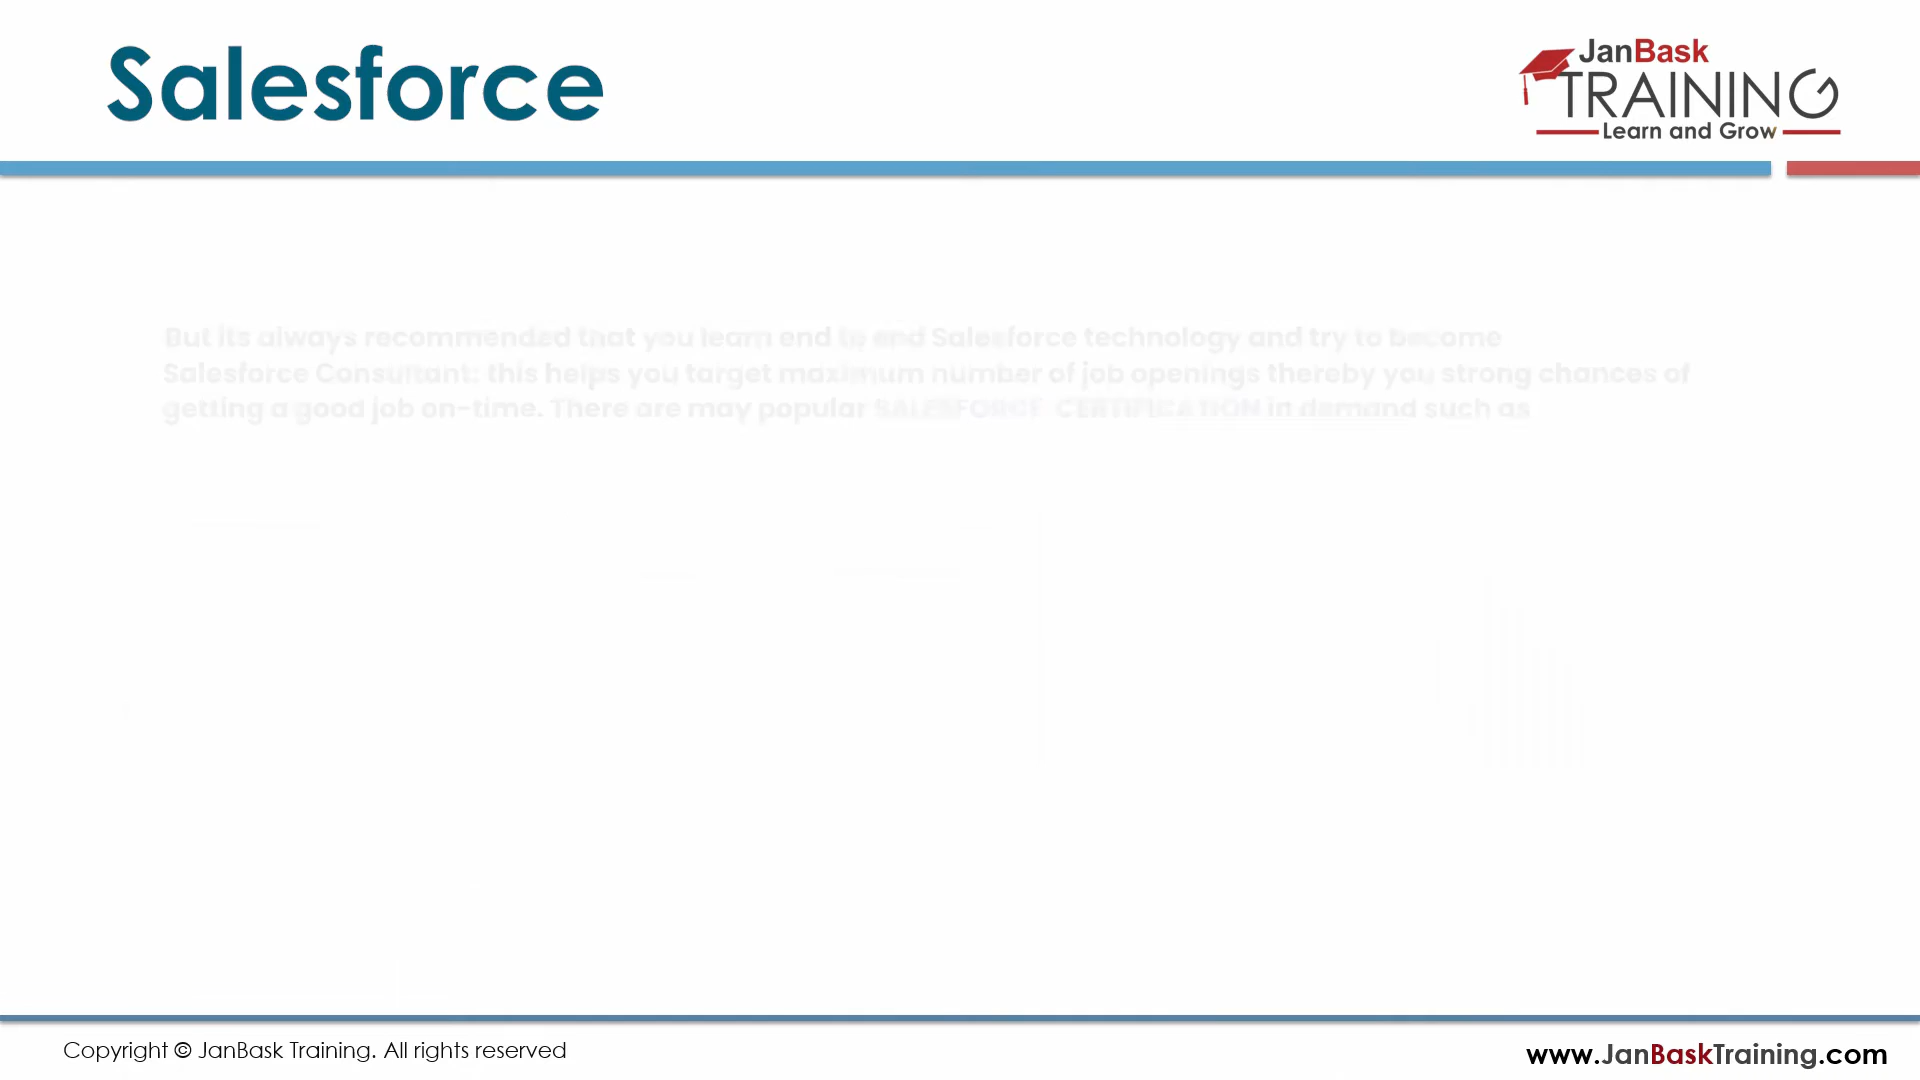 Salesforce
JanBask
TRAINING
Learn and Grow
But its always recommended that you learn end to end Salesforce technology and try to become
Salesforce Consultant: this helps you target maximum number of job openings thereby you strong chances of
getting a good job on-time. There are may popular SALESFORCE CERTIFICATION in demand such as
Copyright © JanBask Training. All rights reserved
www.JanBaskTraining.com